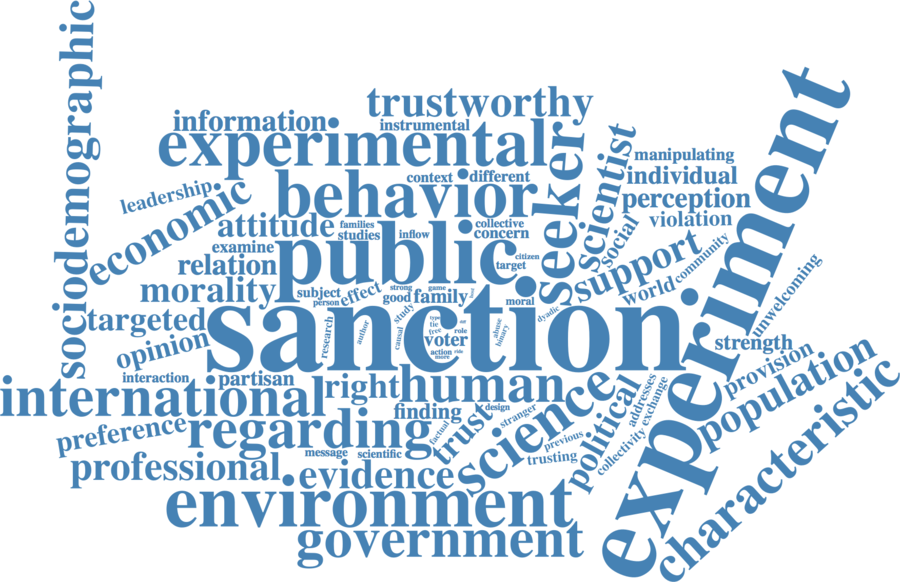 sociodemographic
trustworthy
information
instrumental
experimental
seeker
scientist
experiment
manipulating
context
different
individual
leadership
behavior
perception
economic
violation
social
attitude
families
collective
studies
inflow
concern
examine
public
citizen
support
community
relation
target
world
morality
subject
effect
strong
game
good
family
person
moral
dyadic
unwelcoming
targeted
sanction
study
research
author
causal
type
tie
free
role
voter
action
more
abuse
binary
strength
opinion
interaction
partisan
provision
population
international
right
human
science
political
addresses
exchange
collectivity
characteristic
finding
design
stranger
preference
regarding
factual
trust
previous
message
scientific
trusting
professional
evidence
environment
government